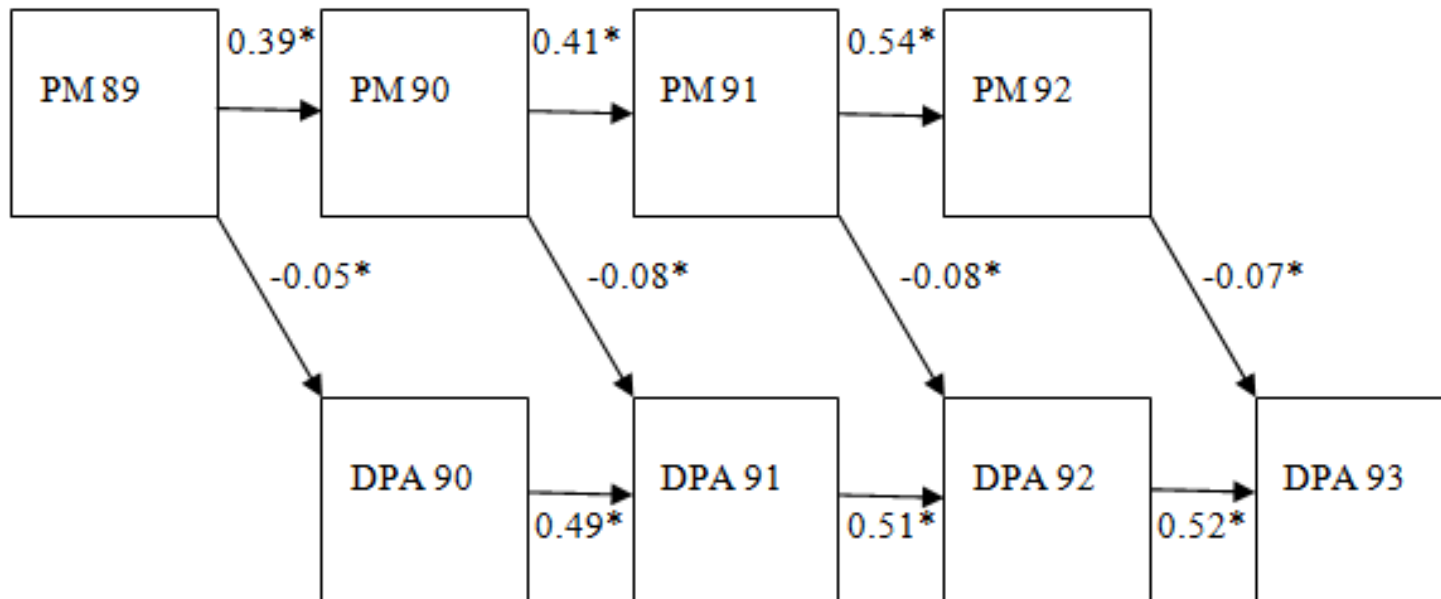 0.39*
0.41*
0.54*
PM 89
PM 90
PM 91
PM 92
-0.05*
-0.08*
-0.08*
-0.07*
DPA 90
DPA 91
DPA 92
DPA 93
0.49*
0.51*
0.52*